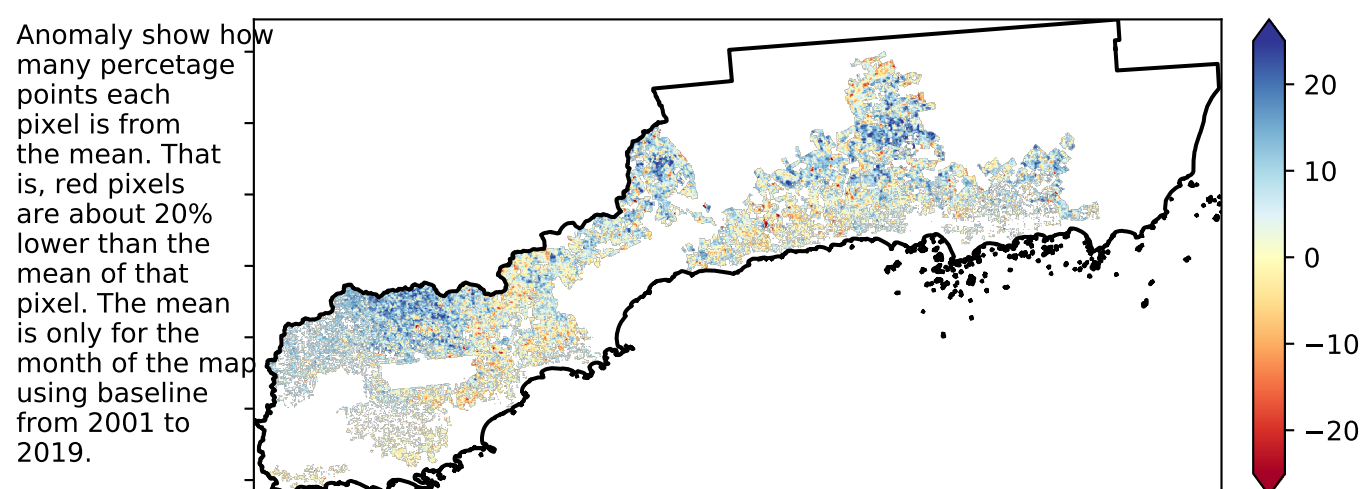 Anomaly show how
many percetage
points each
pixel is from
the mean. That
is, red pixels
are about 20%
lower than the
mean of that
pixel. The mean
is only for the
month of the map
using baseline
from 2001 to
2019.
20
10
0
−10
−20